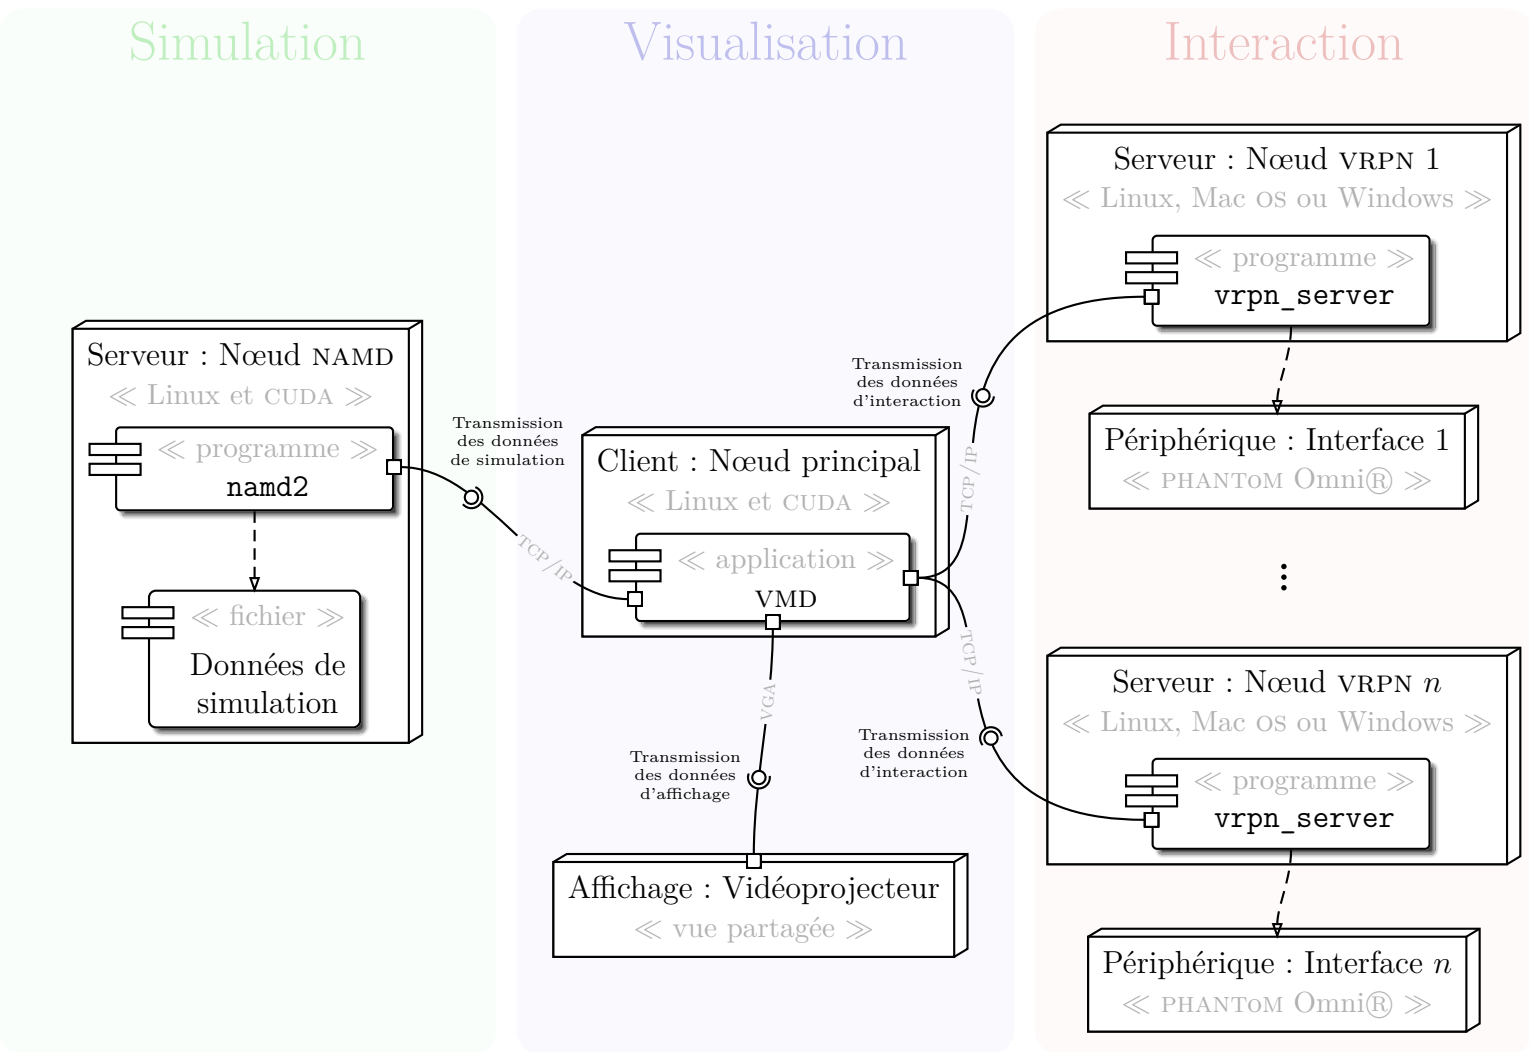 Simulation
Visualisation
Interaction
Serveur : Nœud NAMD
≪ Linux et CUDA ≫
≪ programme ≫
namd2
≪ fichier ≫
Données de
simulation
Transmission
des données
de simulation
TCP/IP
Client : Nœud principal
≪ Linux et CUDA ≫
≪ application ≫
VMD
VGA
Transmission
des données
d'affichage
Affichage : Vidéoprojecteur
≪ vue partagée ≫
Transmission
des données
d'interaction
TCP/IP
TCP/IP
Transmission
des données
d'interaction
Serveur : Nœud VRPN 1
≪ Linux, Mac OS ou Windows ≫
≪ programme ≫
vrpn_server
Périphérique : Interface 1
≪ PHANToM Omni® ≫
⋮
Serveur : Nœud VRPN n
≪ Linux, Mac OS ou Windows ≫
≪ programme ≫
vrpn_server
Périphérique : Interface n
≪ PHANToM Omni® ≫